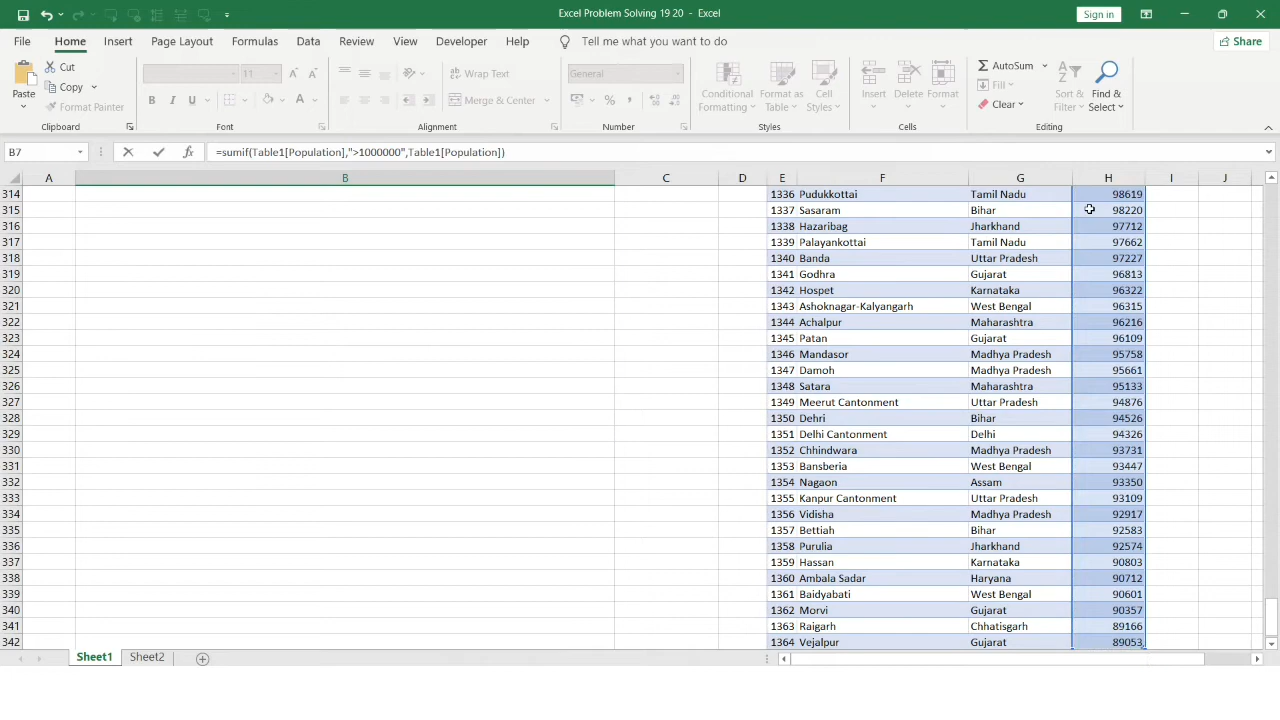 Excel Problem Solving 19 20 - Excel
Sign in
File Home Insert Page Layout Formulas Data Review View Developer Help Tell me what you want to do
Share
Paste
Cut
Copy
Format Painter
Clipboard
11
B I U
A
Font
Wrap Text
Merge & Center
Alignment
General
%
Number
Conditional Formatting
Format as Table
Cell Styles
Styles
Insert
Delete
Format
Cells
AutoSum
Fill
Clear
Sort & Filter
Find & Select
Editing
B7
fx
=sumif(Table1[Population],">1000000",Table1[Population])
A B C D E F G H I J
314 1336 Pudukkottai Tamil Nadu 98619
315 1337 Sasaram Bihar 98220
316 1338 Hazaribag Jharkhand 97712
317 1339 Palayankottai Tamil Nadu 97662
318 1340 Banda Uttar Pradesh 97227
319 1341 Godhra Gujarat 96813
320 1342 Hospet Karnataka 96322
321 1343 Ashoknagar-Kalyangarh West Bengal 96315
322 1344 Achalpur Maharashtra 96216
323 1345 Patan Gujarat 96109
324 1346 Mandasor Madhya Pradesh 95758
325 1347 Damoh Madhya Pradesh 95661
326 1348 Satara Maharashtra 95133
327 1349 Meerut Cantonment Uttar Pradesh 94876
328 1350 Dehri Bihar 94526
329 1351 Delhi Cantonment Delhi 94326
330 1352 Chhindwara Madhya Pradesh 93731
331 1353 Bansberia West Bengal 93447
332 1354 Nagaon Assam 93350
333 1355 Kanpur Cantonment Uttar Pradesh 93109
334 1356 Vidisha Madhya Pradesh 92917
335 1357 Bettiah Bihar 92583
336 1358 Purulia Jharkhand 92574
337 1359 Hassan Karnataka 90803
338 1360 Ambala Sadar Haryana 90712
339 1361 Baidyabati West Bengal 90601
340 1362 Morvi Gujarat 90357
341 1363 Raigarh Chhatisgarh 89166
342 1364 Vejalpur Gujarat 89053
Sheet1 Sheet2